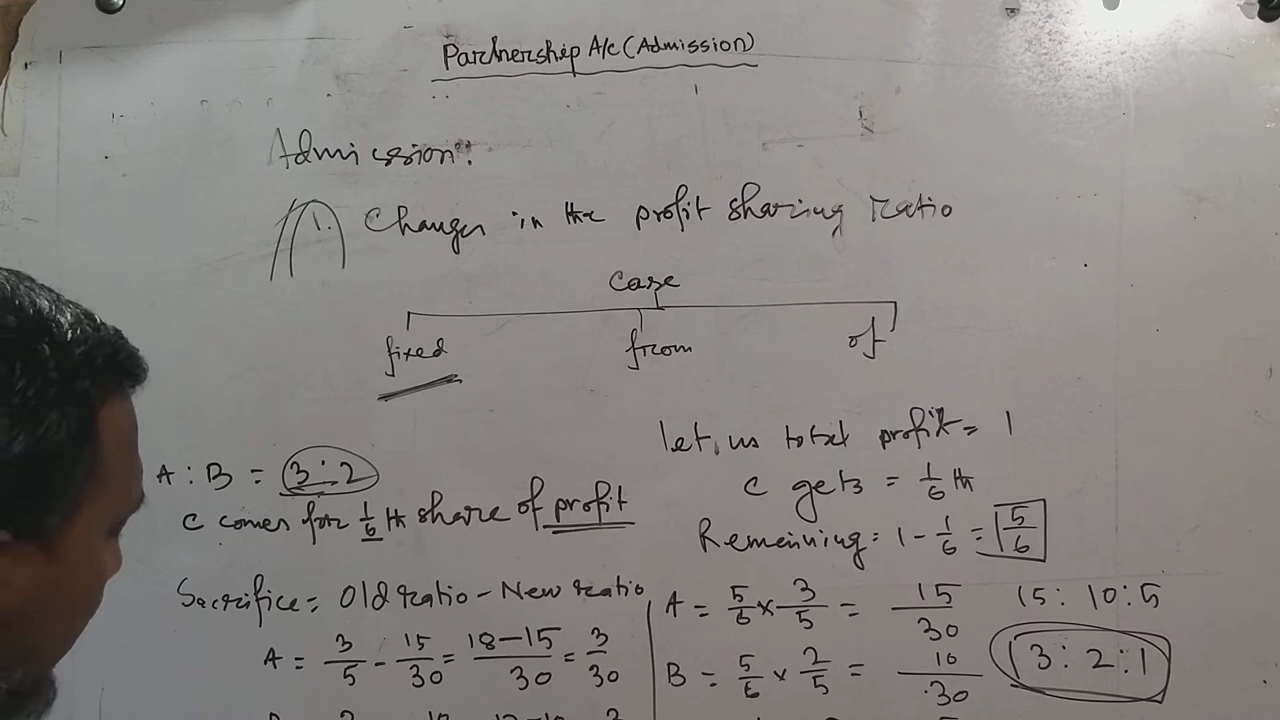 Partnership A/c (Admission)
Admission:
1. Changes in the profit sharing ratio
Case
fixed from of
A : B = 3:2
C comes for 1/6 th share of profit
Sacrifice = Old ratio - New ratio
A = 3/5 - 15/30 = 18-15/30 = 3/30
let, us total profit = 1
C gets = 1/6 th
Remaining = 1 - 1/6 = 5/6
A = 5/6 × 3/5 = 15/30
B = 5/6 × 2/5 = 10/30
15 : 10 : 5
3 : 2 : 1